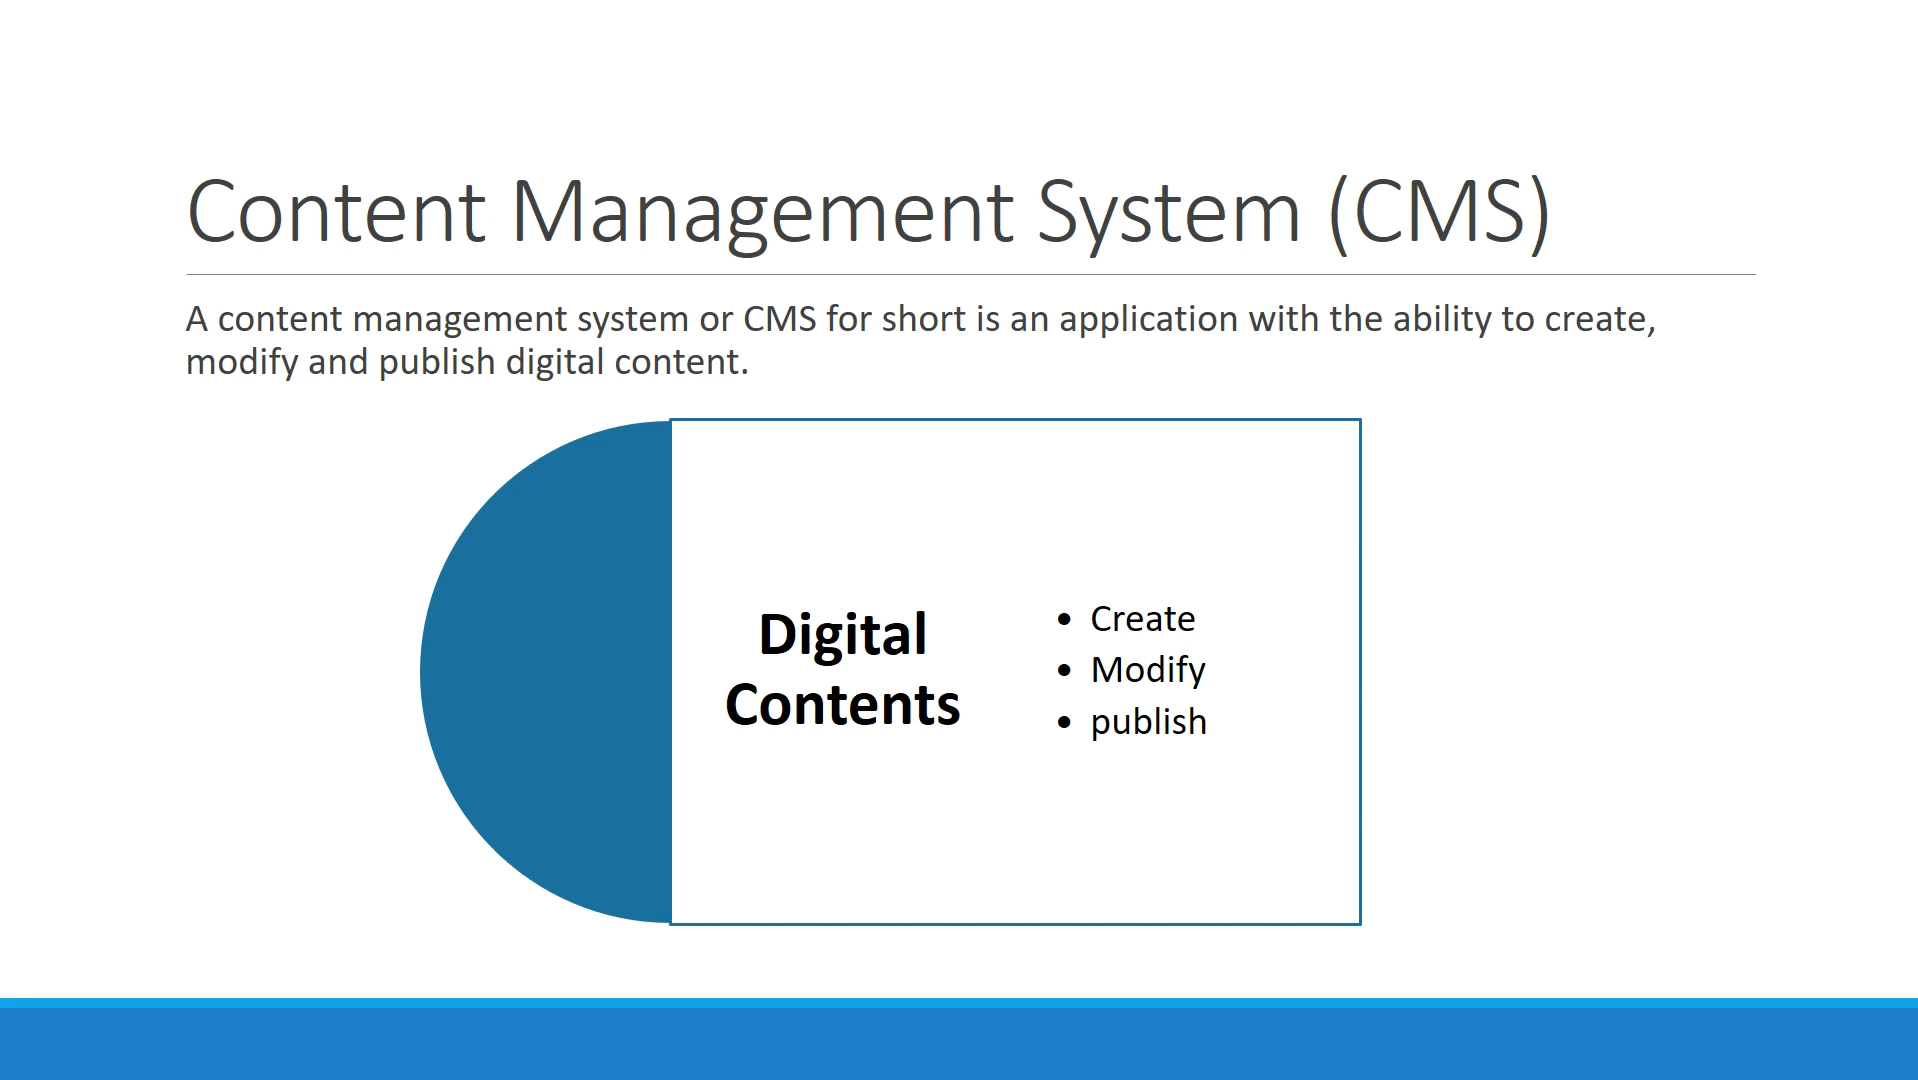 Content Management System (CMS)
A content management system or CMS for short is an application with the ability to create,
modify and publish digital content.
Digital
Contents
• Create
• Modify
• publish